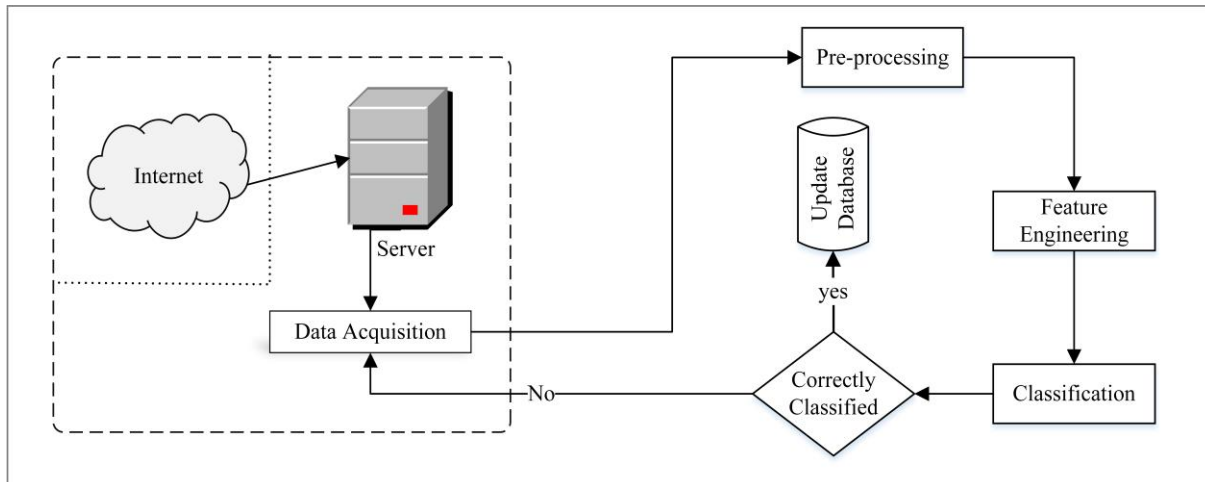 Pre-processing
Internet
Update
Database
Feature
Engineering
Server
yes
Data Acquisition
Correctly
Classified
Classification
No